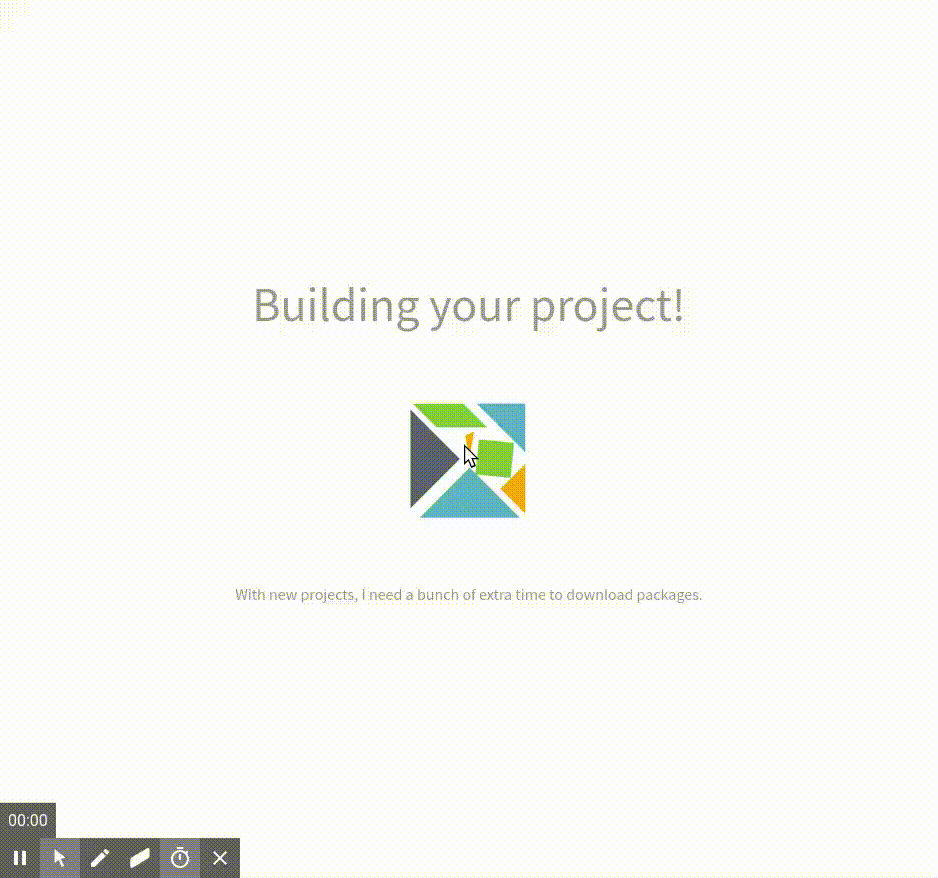 Building your project!
With new projects, I need a bunch of extra time to download packages.
00:00